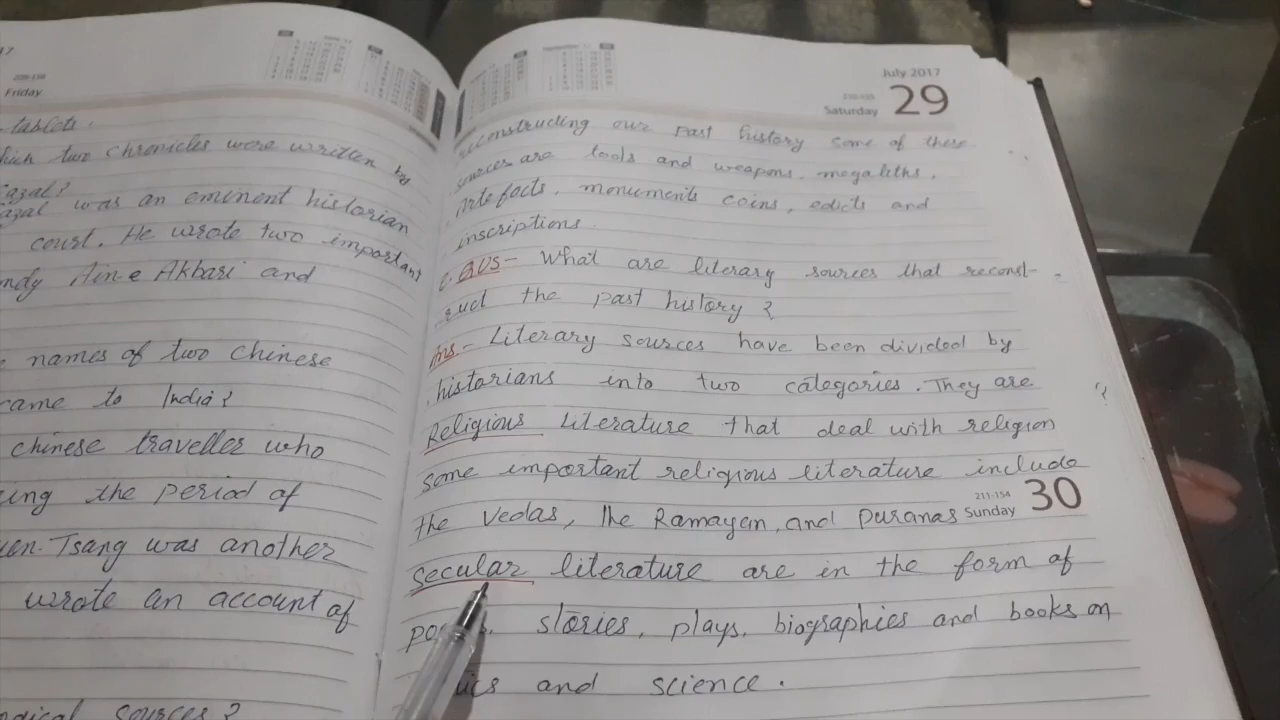 Friday
tablets.
two chronicles were written by
Fazal?
Fazal was an eminent historian
court. He wrote two important
Ain-e Akbari and
names of two chinese
came to India?
chinese traveller who
the period of
Tsang was another
wrote an account of
sources?
July 2017
Saturday 29
reconstructing our past history some of these
sources are tools and weapons, megaliths,
artefacts, monuments coins, edicts and
inscriptions
Qus- What are literary sources that reconst-
ruct the past history?
Ans.- Literary sources have been divided by
historians into two categories. They are
Religious literature that deal with religion
some important religious literature include
the Vedas, the Ramayan, and Puranas
211-154
Sunday 30
Secular literature are in the form of
stories, plays, biographies and books on
and science.